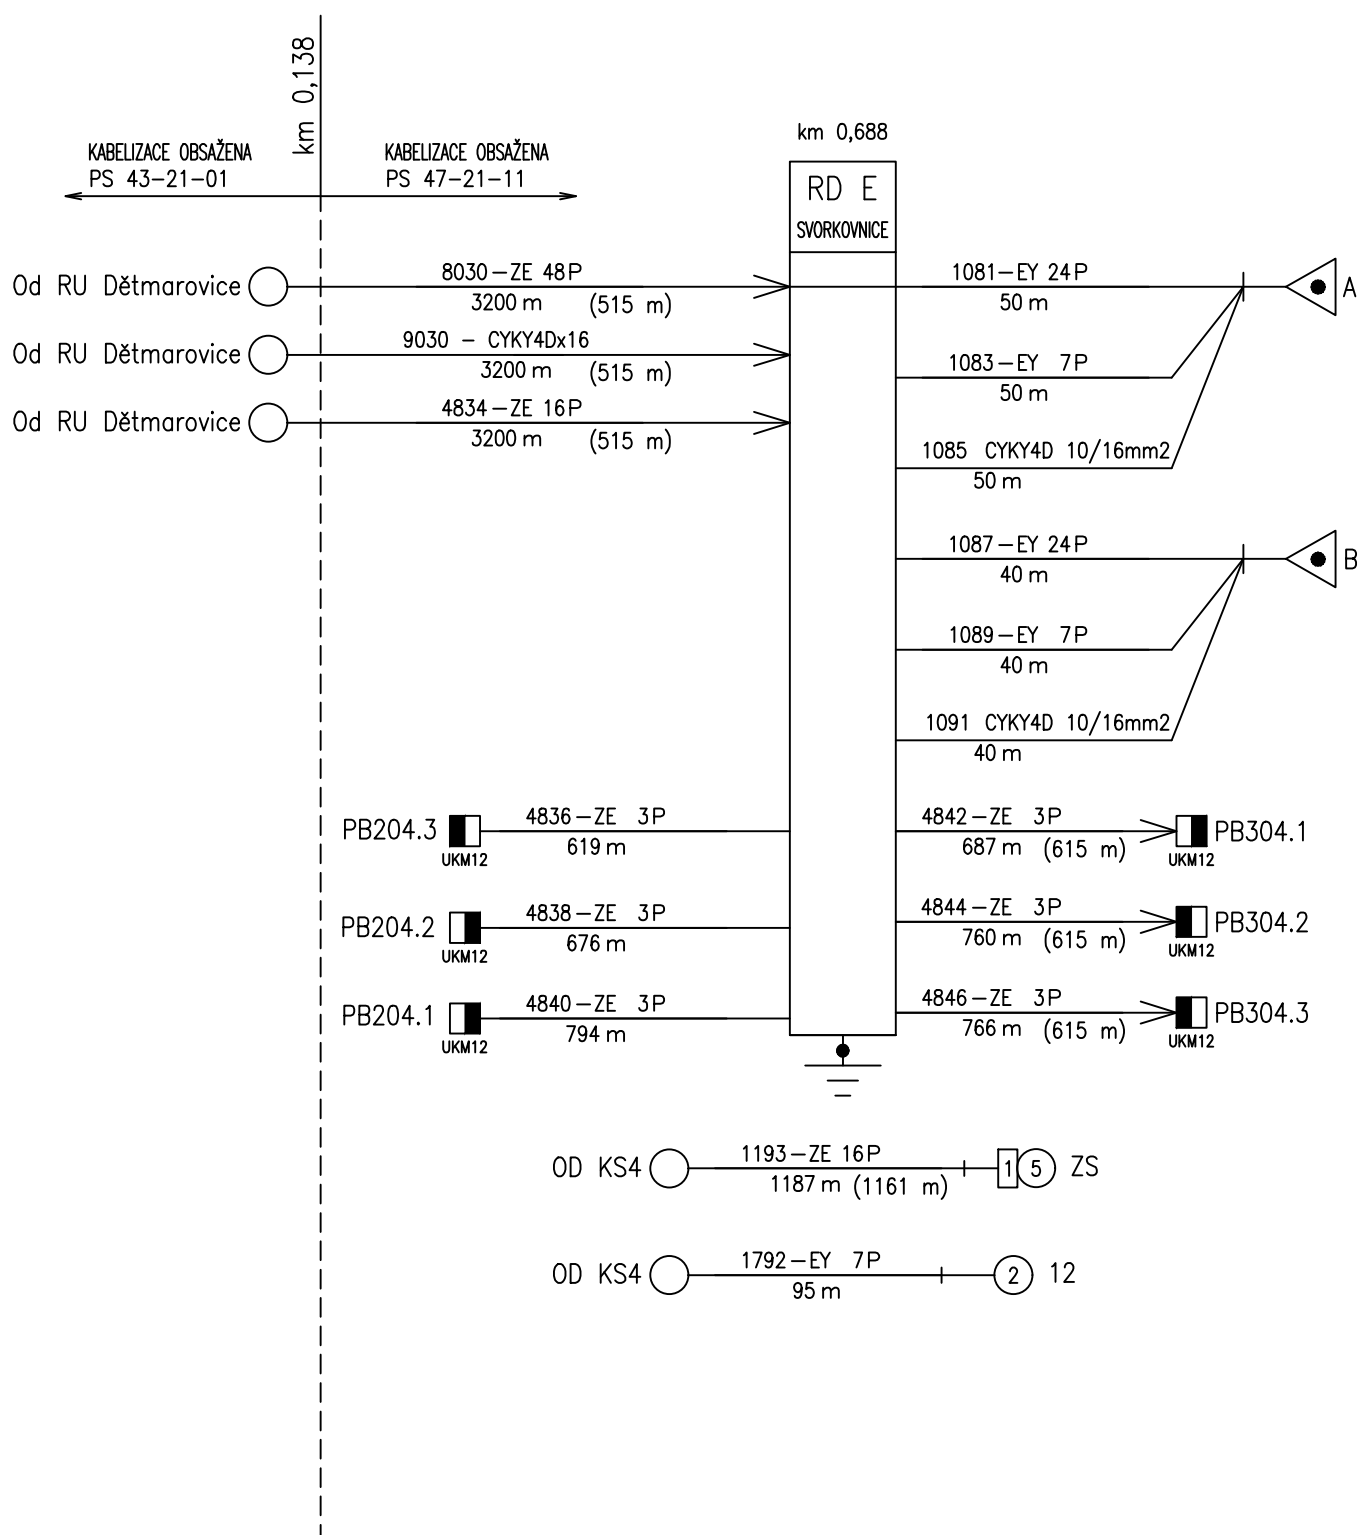 km 0,138
KABELIZACE OBSAŽENA
PS 43-21-01
KABELIZACE OBSAŽENA
PS 47-21-11
km 0,688
RD E
SVORKOVNICE
Od RU Dětmarovice
8030-ZE 48P
3200 m (515 m)
Od RU Dětmarovice
9030 - CYKY4Dx16
3200 m (515 m)
Od RU Dětmarovice
4834-ZE 16P
3200 m (515 m)
1081-EY 24P
50 m
A
1083-EY 7P
50 m
1085 CYKY4D 10/16mm2
50 m
1087-EY 24P
40 m
B
1089-EY 7P
40 m
1091 CYKY4D 10/16mm2
40 m
PB204.3
UKM12
4836-ZE 3P
619 m
4842-ZE 3P
687 m (615 m)
UKM12
PB304.1
PB204.2
UKM12
4838-ZE 3P
676 m
4844-ZE 3P
760 m (615 m)
UKM12
PB304.2
PB204.1
UKM12
4840-ZE 3P
794 m
4846-ZE 3P
766 m (615 m)
UKM12
PB304.3
OD KS4
1193-ZE 16P
1187 m (1161 m)
1 5 ZS
OD KS4
1792-EY 7P
95 m
2 12